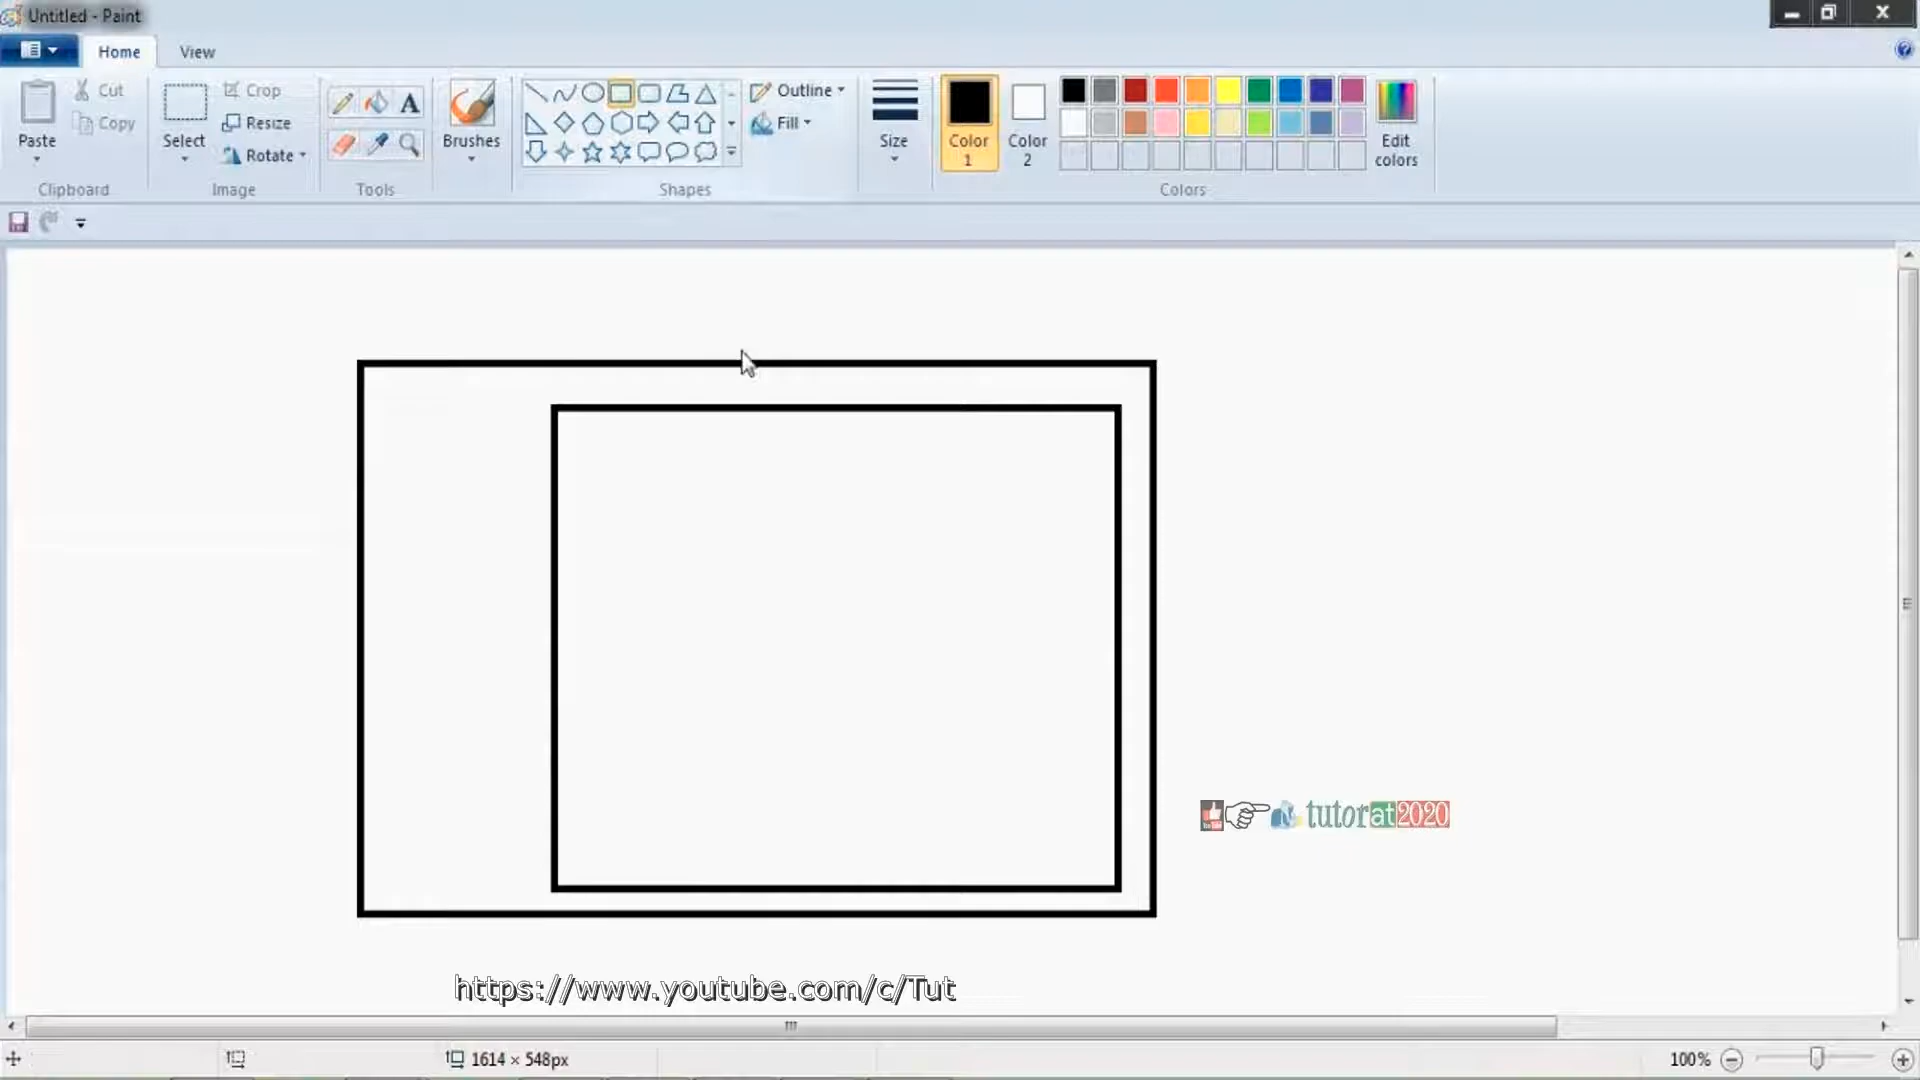 Untitled - Paint
Home View
Paste
Cut
Copy
Clipboard
Select
Crop
Resize
Rotate
Image
A
Tools
Brushes
Outline
Fill
Shapes
Size
Color 1
Color 2
Edit colors
Colors
tutorat2020
https://www.youtube.com/c/Tut
1614 × 548px
100%